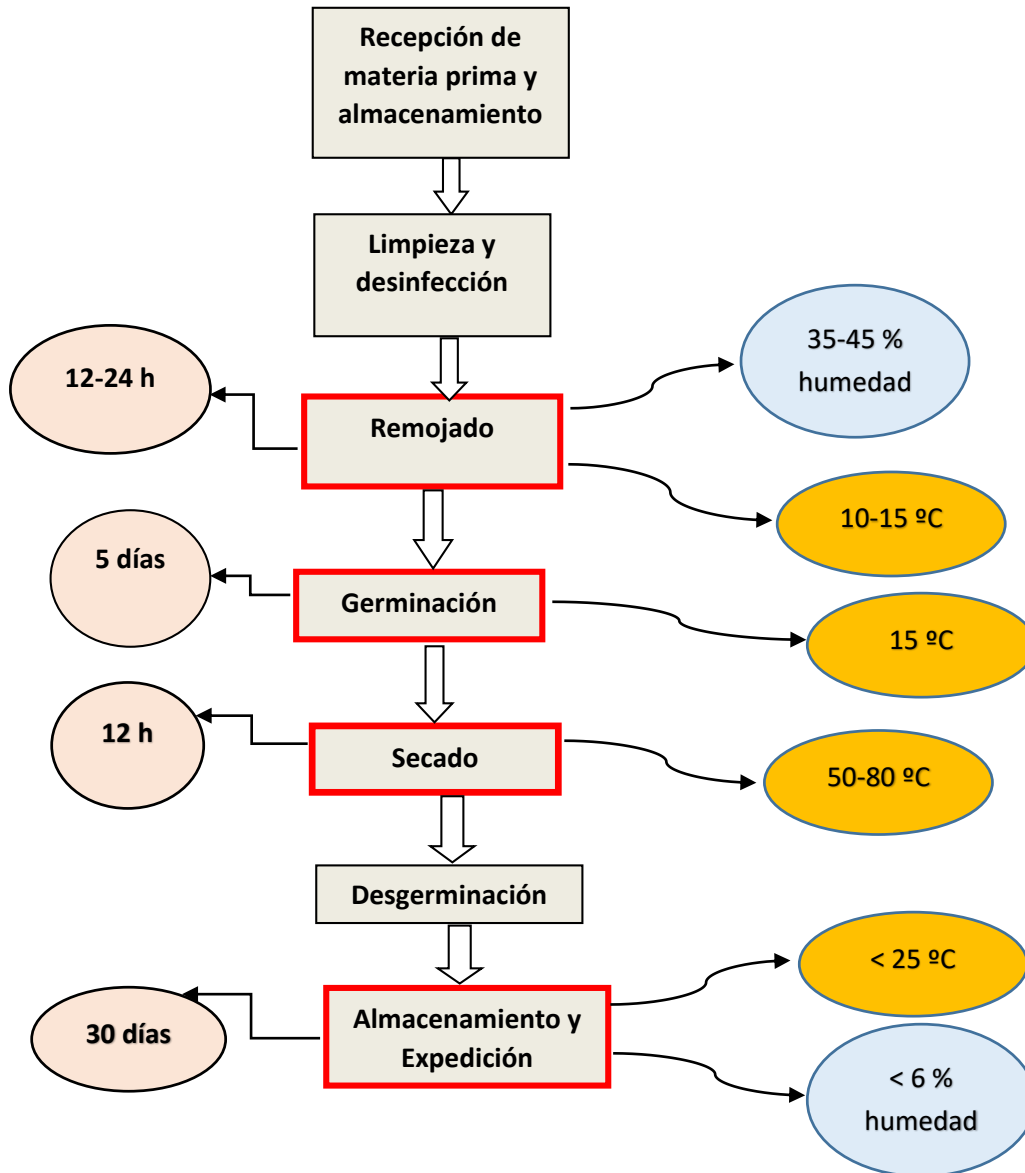 Recepción de
materia prima y
almacenamiento
Limpieza y
desinfección
35-45 %
humedad
12-24 h
Remojado
10-15 ºC
5 días
Germinación
15 ºC
12 h
Secado
50-80 ºC
Desgerminación
< 25 ºC
30 días
Almacenamiento y
Expedición
< 6 %
humedad